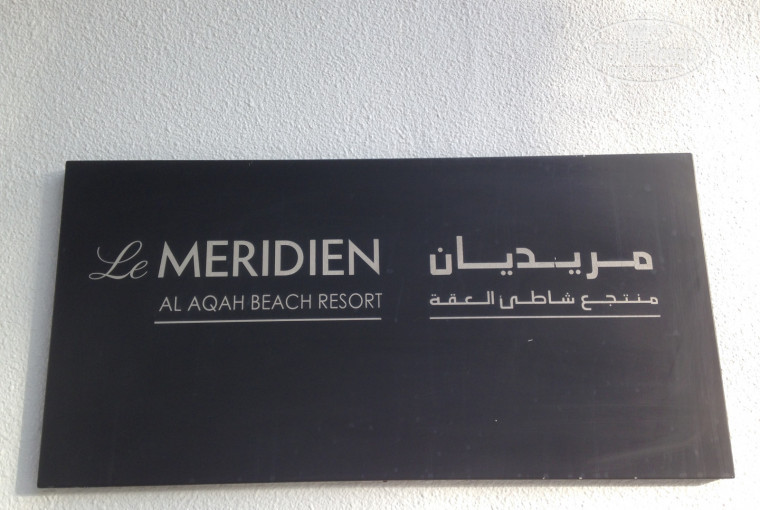 Le MERIDIEN
AL AQAH BEACH RESORT
مريديان
منتجع شاطئ العقة